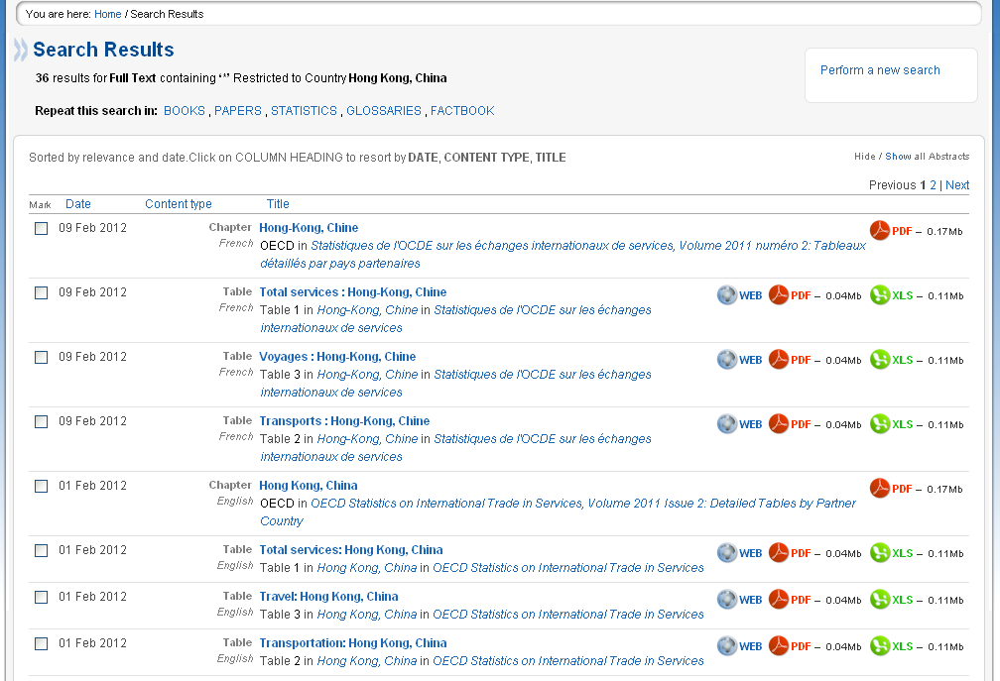 You are here: Home / Search Results
Search Results
36 results for Full Text containing '*' Restricted to Country Hong Kong, China
Perform a new search
Repeat this search in: BOOKS , PAPERS , STATISTICS , GLOSSARIES , FACTBOOK
Sorted by relevance and date.Click on COLUMN HEADING to resort by DATE, CONTENT TYPE, TITLE
Hide / Show all Abstracts
Previous 1 2 | Next
Mark Date Content type Title
09 Feb 2012 Chapter Hong-Kong, Chine PDF – 0.17Mb
French OECD in Statistiques de l'OCDE sur les échanges internationaux de services, Volume 2011 numéro 2: Tableaux
détaillés par pays partenaires
09 Feb 2012 Table Total services : Hong-Kong, Chine WEB PDF – 0.04Mb XLS – 0.11Mb
French Table 1 in Hong-Kong, Chine in Statistiques de l'OCDE sur les échanges
internationaux de services
09 Feb 2012 Table Voyages : Hong-Kong, Chine WEB PDF – 0.04Mb XLS – 0.11Mb
French Table 3 in Hong-Kong, Chine in Statistiques de l'OCDE sur les échanges
internationaux de services
09 Feb 2012 Table Transports : Hong-Kong, Chine WEB PDF – 0.04Mb XLS – 0.11Mb
French Table 2 in Hong-Kong, Chine in Statistiques de l'OCDE sur les échanges
internationaux de services
01 Feb 2012 Chapter Hong Kong, China PDF – 0.17Mb
English OECD in OECD Statistics on International Trade in Services, Volume 2011 Issue 2: Detailed Tables by Partner
Country
01 Feb 2012 Table Total services: Hong Kong, China WEB PDF – 0.04Mb XLS – 0.11Mb
English Table 1 in Hong Kong, China in OECD Statistics on International Trade in Services
01 Feb 2012 Table Travel: Hong Kong, China WEB PDF – 0.04Mb XLS – 0.11Mb
English Table 3 in Hong Kong, China in OECD Statistics on International Trade in Services
01 Feb 2012 Table Transportation: Hong Kong, China WEB PDF – 0.04Mb XLS – 0.11Mb
English Table 2 in Hong Kong, China in OECD Statistics on International Trade in Services